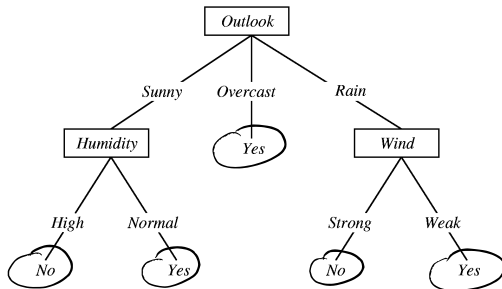 Outlook
Sunny Overcast Rain
Humidity Yes Wind
High Normal Strong Weak
No Yes No Yes